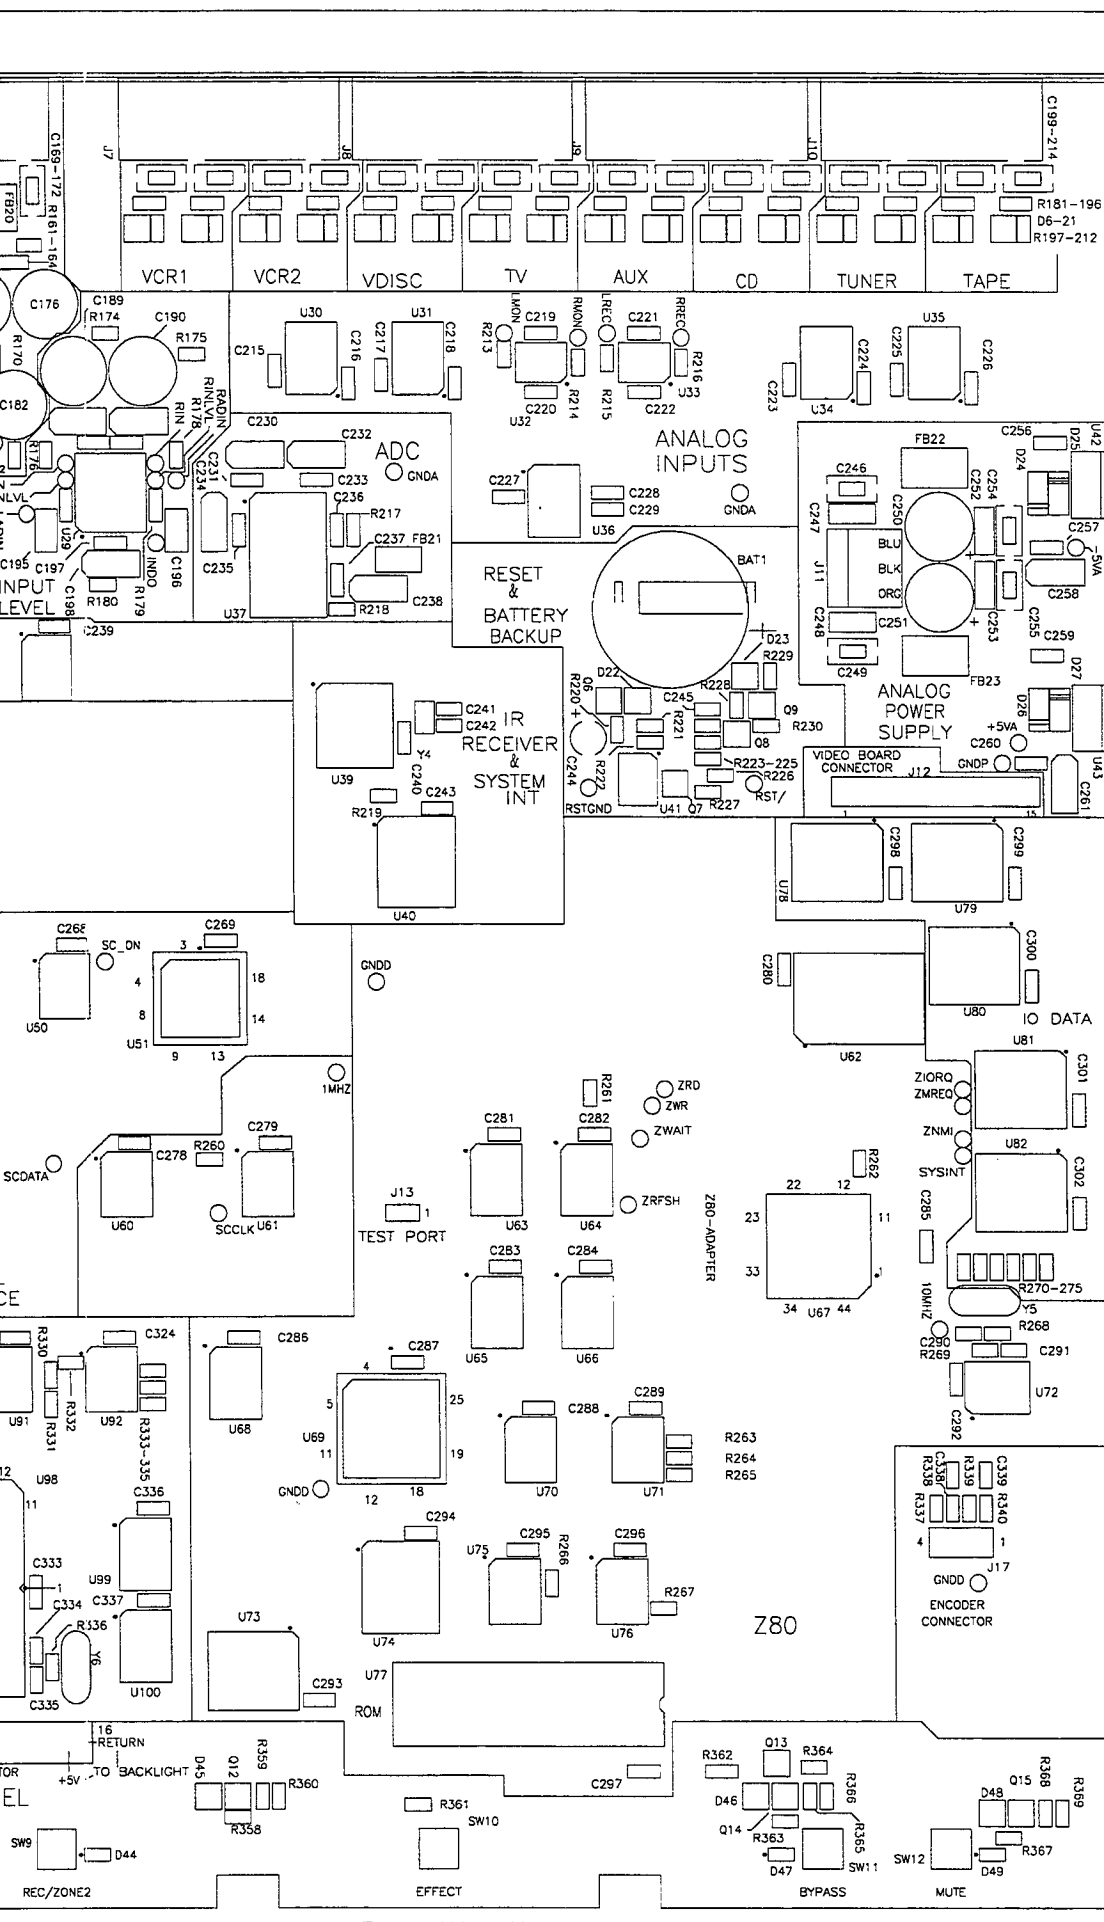 C199-214
C169-172
J7
J8
J9
J10
FB20
R161-164
R181-196
D6-21
R197-212
VCR1
VCR2
VDISC
TV
AUX
CD
TUNER
TAPE
C176
C189
R174
C190
R175
R170
C182
U30
U31
C215
C216
C217
C218
LMON
R213
C219
RMON
LREC
C221
RREC
R216
C220
U32
R214
R215
C222
U33
C223
U34
C224
C225
U35
C226
RIN
R178
RINLVL
RADIN
R176
NLVL
C230
C232
ADC
GNDA
C231
C234
C233
C236
R217
C237
FB21
C235
C238
R218
U37
U29
C195
C197
C198
R180
R179
INDO
C196
INPUT
LEVEL
C239
ANALOG
INPUTS
C227
C228
C229
U36
GNDA
FB22
C246
C247
C250
C252
C254
C256
D24
D25
U42
C257
-5VA
C258
J11
BLU
BLK
ORG
C248
C251
C253
C255
C249
FB23
C259
D26
D27
U43
+5VA
C260
GNDP
C261
ANALOG
POWER
SUPPLY
RESET
&
BATTERY
BACKUP
BAT1
D23
R229
D22
R228
Q6
R220
+
C245
R221
Q9
R230
Q8
R223-225
R226
R222
C244
RSTGND
U41
Q7
R227
RST/
VIDEO BOARD
CONNECTOR
J12
1
15
C241
C242
Y4
C240
U39
R219
C243
U40
IR
RECEIVER
&
SYSTEM
INT
U78
C298
U79
C299
C300
U80
IO DATA
C280
U62
U81
C301
ZIORQ
ZMREQ
ZNMI
SYSINT
U82
C302
C268
SC_DN
U50
C269
3
4
18
8
14
U51
9
13
GNDD
1MHZ
R261
ZRD
ZWR
ZWAIT
ZRFSH
C281
C282
U63
U64
C279
R260
C278
SCDATA
U60
SCCLK
U61
J13
1
TEST PORT
C283
C284
U65
U66
Z80-ADAPTER
R262
22
12
23
11
33
1
34
U67
44
C285
R270-275
10MHZ
Y5
R268
C290
R269
C291
U72
C292
CE
R330
C324
U91
R331
R332
U92
R333-335
C286
U68
C287
4
5
25
U69
11
19
12
18
GNDD
C288
U70
C289
U71
R263
R264
R265
12
U98
11
C336
U99
C333
1
C337
C334
R336
Y6
C335
U100
C294
U74
U75
C295
R266
C296
U76
R267
U73
C293
U77
ROM
Z80
R338
C338
R339
C339
R337
R340
4
1
J17
GNDD
ENCODER
CONNECTOR
16
RETURN
TO BACKLIGHT
+5V
TOR
EL
D45
Q12
R359
R360
R358
C297
R361
SW10
R362
Q13
R364
D46
R366
Q14
R363
R365
D47
SW11
D48
Q15
R368
R369
R367
SW12
D49
SW9
D44
REC/ZONE2
EFFECT
BYPASS
MUTE